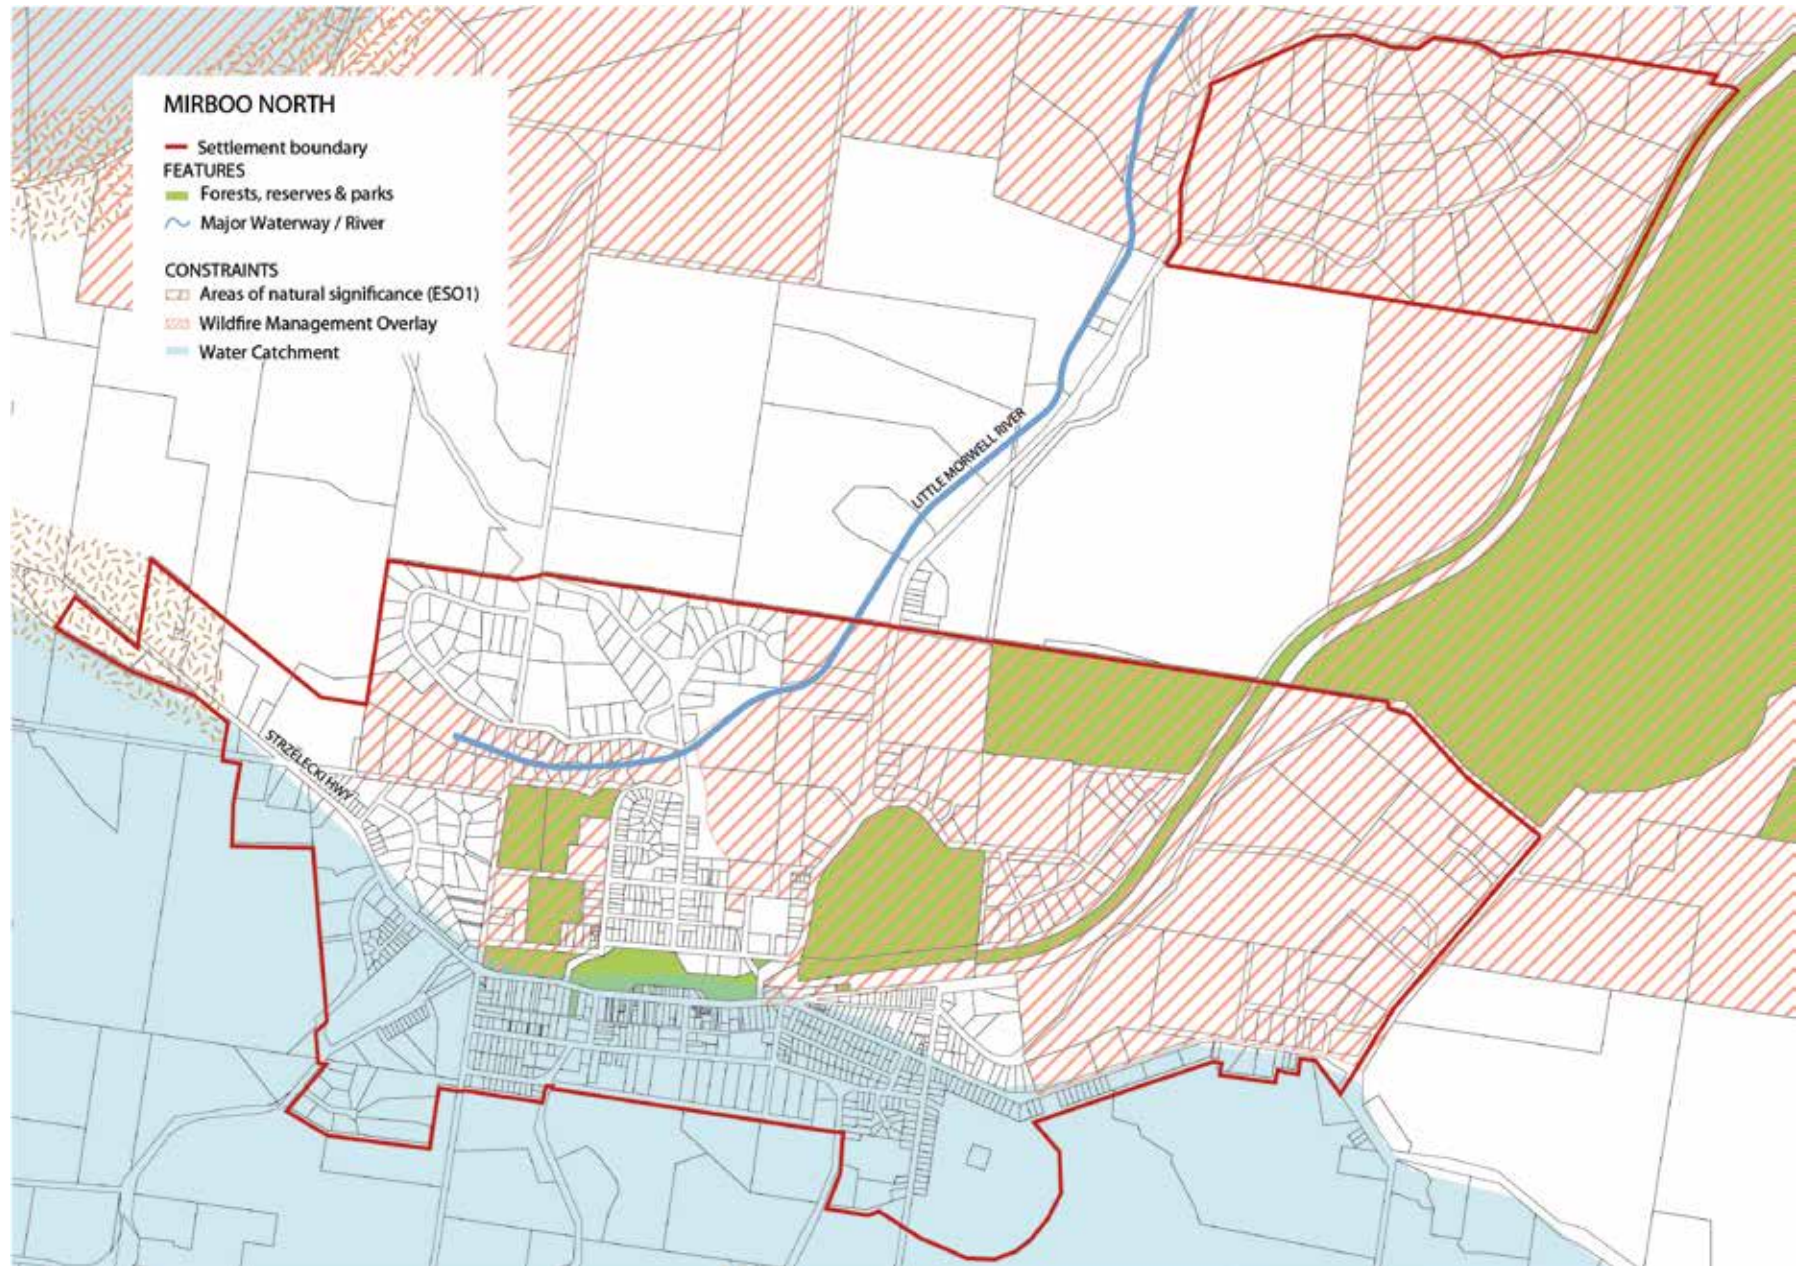 MIRBOO NORTH
Settlement boundary
FEATURES
Forests, reserves & parks
Major Waterway / River
CONSTRAINTS
Areas of natural significance (ESO1)
Wildfire Management Overlay
Water Catchment
LITTLE MORWELL RIVER
STRZELECKI HWY